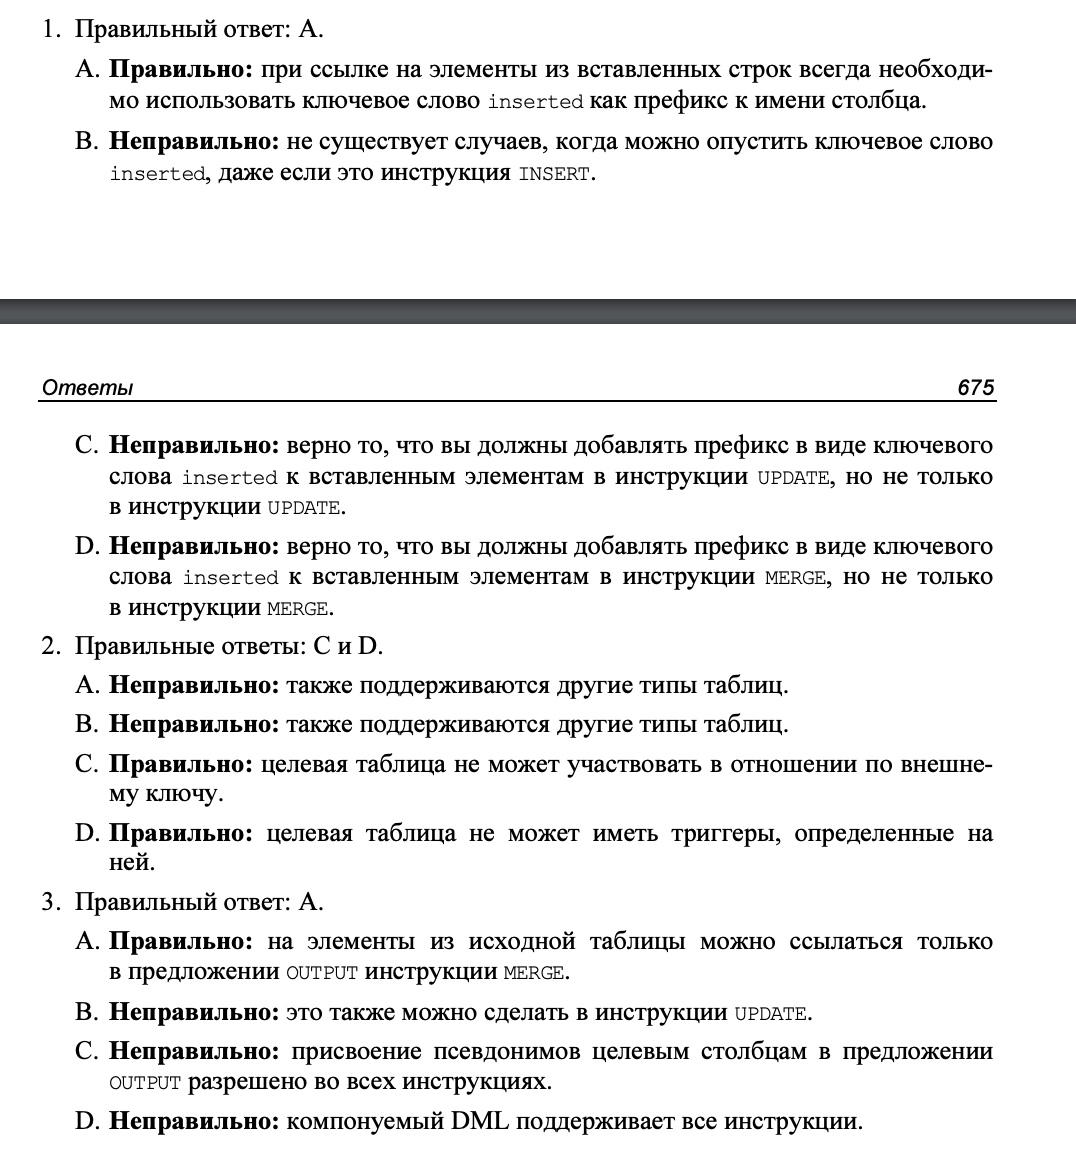 1. Правильный ответ: A.
A. Правильно: при ссылке на элементы из вставленных строк всегда необходи-
мо использовать ключевое слово inserted как префикс к имени столбца.
B. Неправильно: не существует случаев, когда можно опустить ключевое слово
inserted, даже если это инструкция INSERT.
Ответы 675
C. Неправильно: верно то, что вы должны добавлять префикс в виде ключевого
слова inserted к вставленным элементам в инструкции UPDATE, но не только
в инструкции UPDATE.
D. Неправильно: верно то, что вы должны добавлять префикс в виде ключевого
слова inserted к вставленным элементам в инструкции MERGE, но не только
в инструкции MERGE.
2. Правильные ответы: C и D.
A. Неправильно: также поддерживаются другие типы таблиц.
B. Неправильно: также поддерживаются другие типы таблиц.
C. Правильно: целевая таблица не может участвовать в отношении по внешне-
му ключу.
D. Правильно: целевая таблица не может иметь триггеры, определенные на
ней.
3. Правильный ответ: A.
A. Правильно: на элементы из исходной таблицы можно ссылаться только
в предложении OUTPUT инструкции MERGE.
B. Неправильно: это также можно сделать в инструкции UPDATE.
C. Неправильно: присвоение псевдонимов целевым столбцам в предложении
OUTPUT разрешено во всех инструкциях.
D. Неправильно: компонуемый DML поддерживает все инструкции.